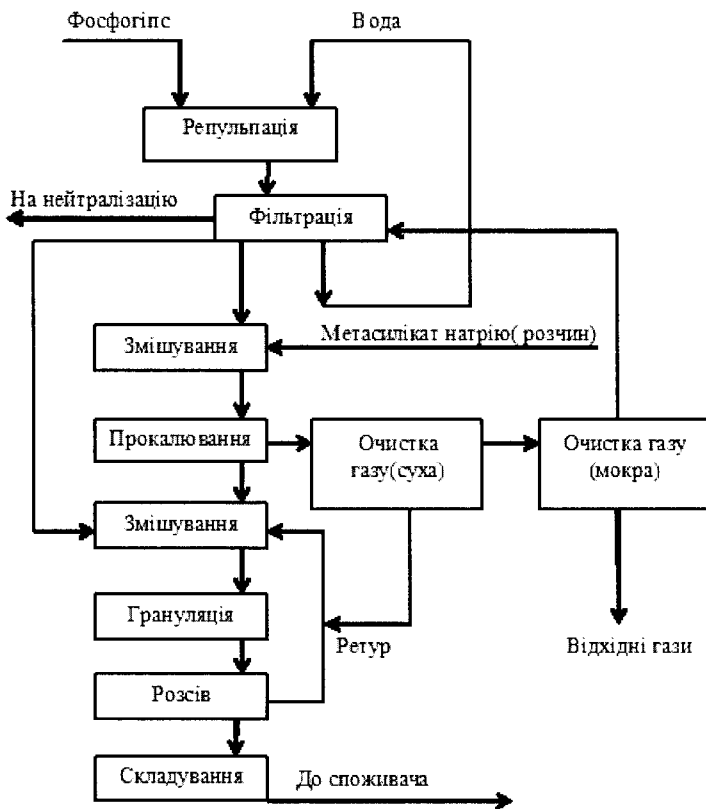 Фосфогіпс
Вода
Репульпація
На нейтралізацію
Фільтрація
Метасилікат натрію( розчин)
Змішування
Прокалювання
Очистка
газу(суха)
Очистка газу
(мокра)
Змішування
Грануляція
Ретур
Відхідні гази
Розсів
Складування
До споживача